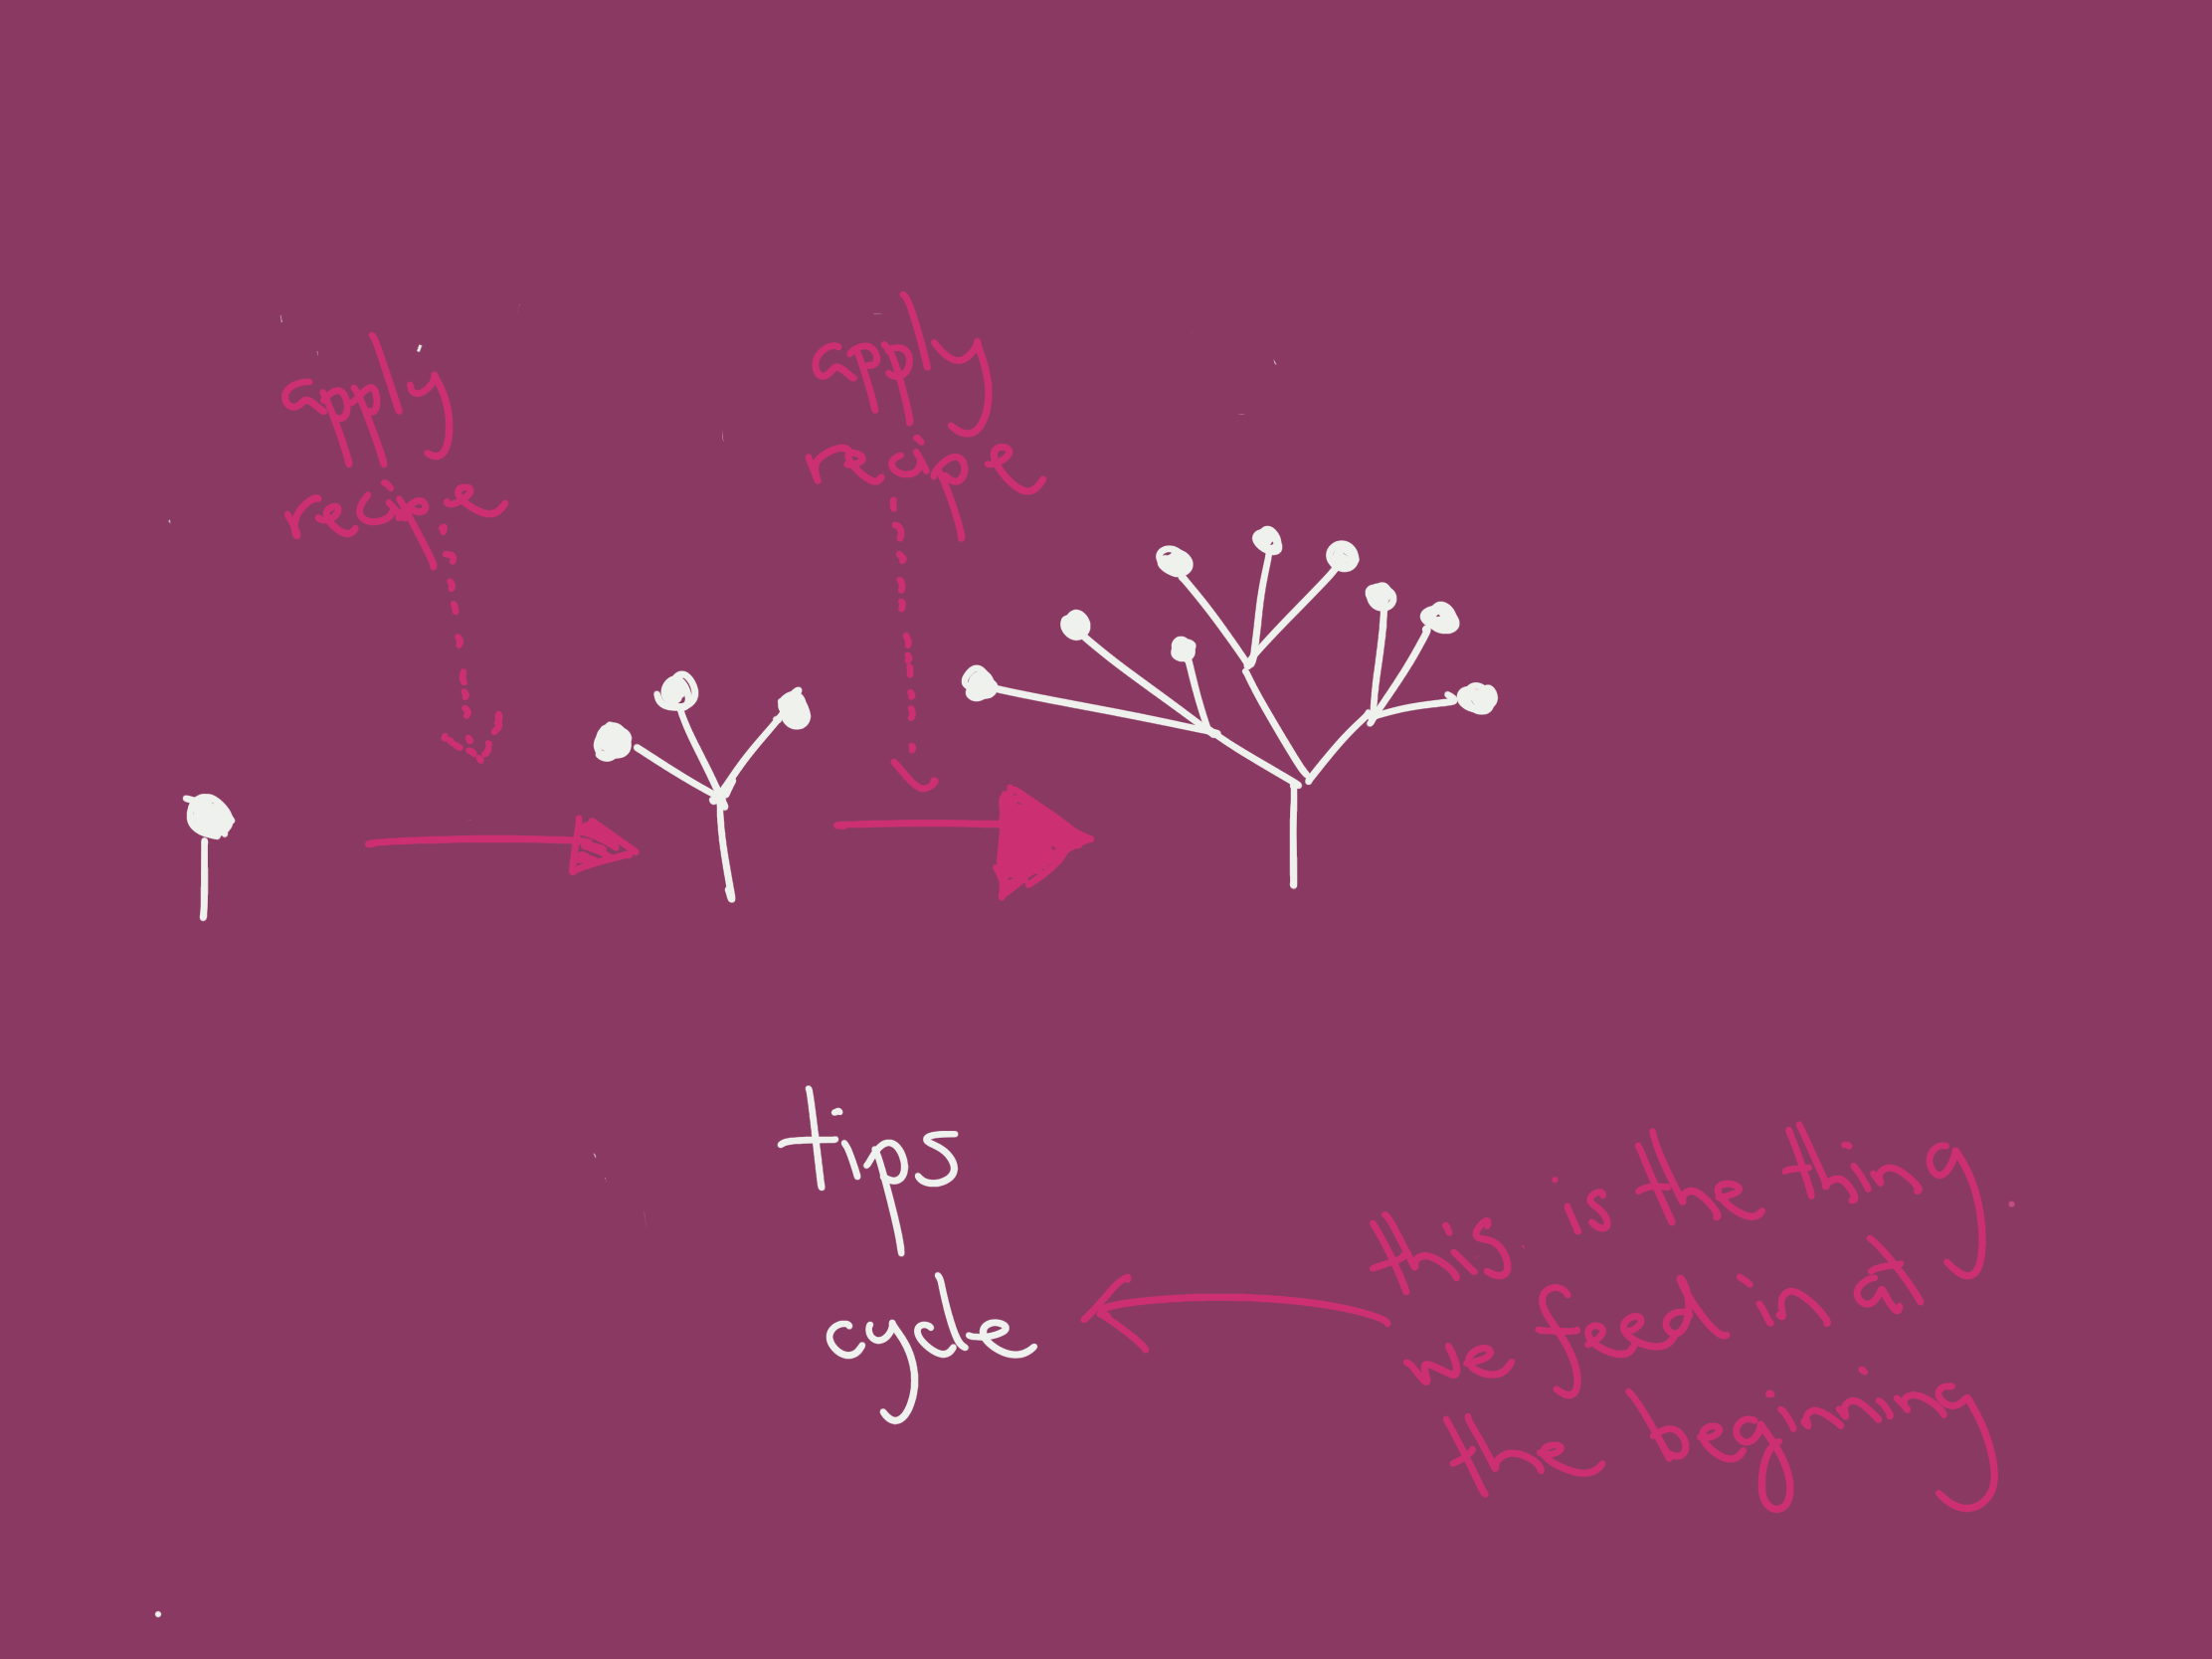 apply
recipe
apply
recipe
tips
cycle
this is the thing
we feed in at
the beginning